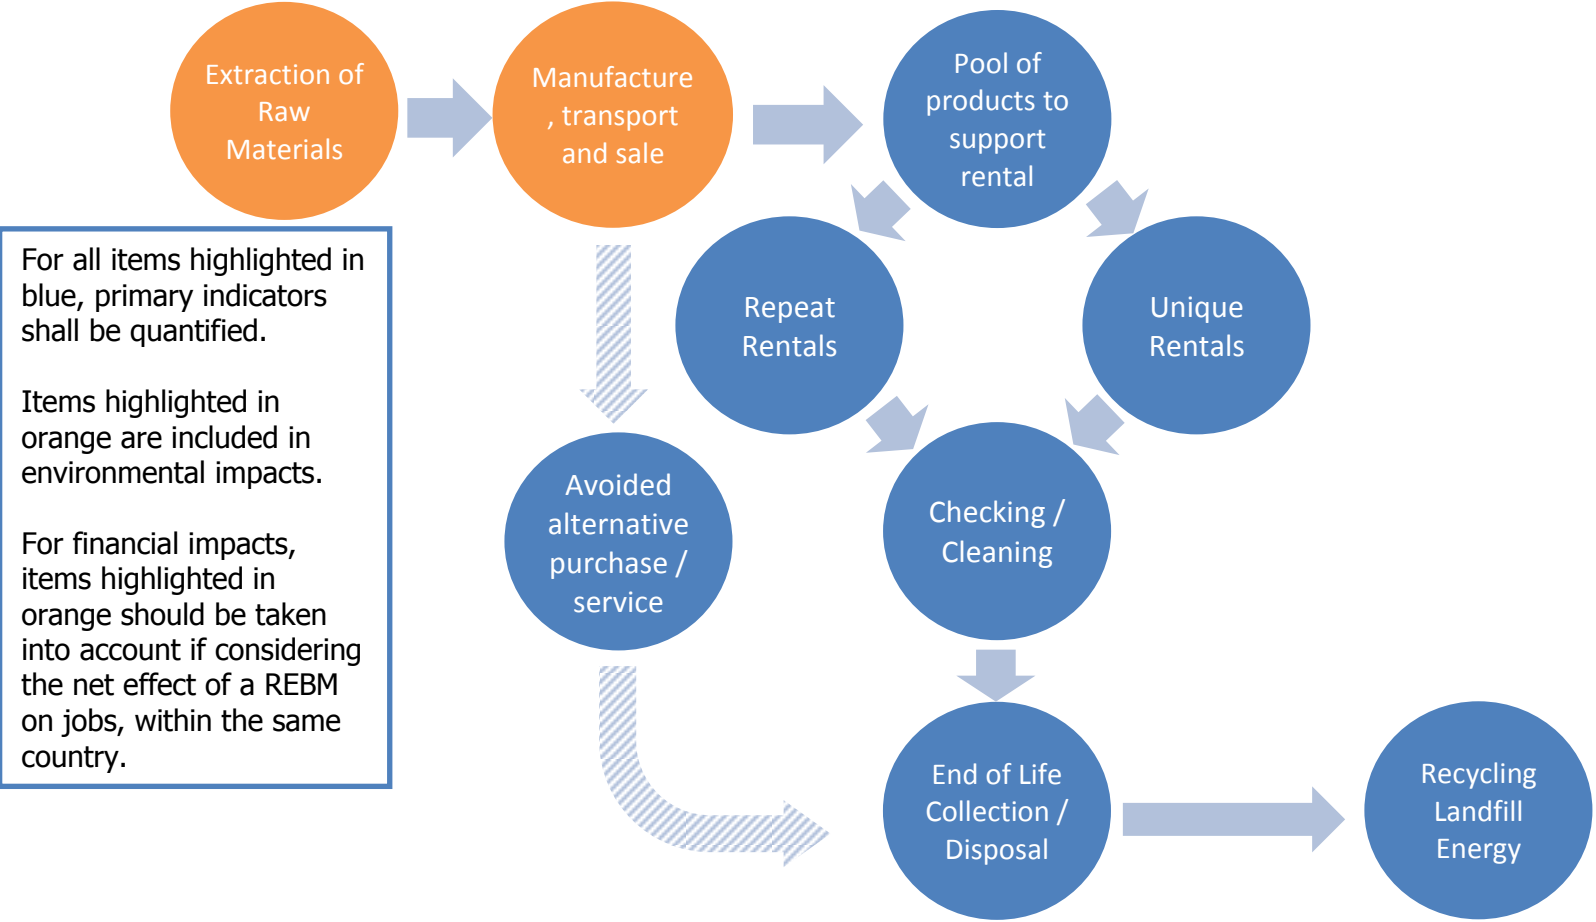 Extraction of
Raw
Materials
Manufacture
, transport
and sale
Pool of
products to
support
rental
For all items highlighted in
blue, primary indicators
shall be quantified.
Items highlighted in
orange are included in
environmental impacts.
For financial impacts,
items highlighted in
orange should be taken
into account if considering
the net effect of a REBM
on jobs, within the same
country.
Repeat
Rentals
Unique
Rentals
Avoided
alternative
purchase /
service
Checking /
Cleaning
End of Life
Collection /
Disposal
Recycling
Landfill
Energy